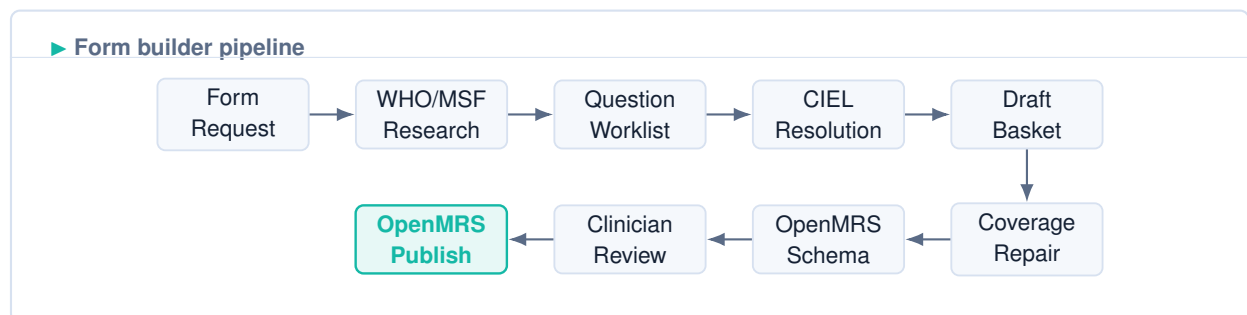 ▶ Form builder pipeline
Form
Request
WHO/MSF
Research
Question
Worklist
CIEL
Resolution
Draft
Basket
OpenMRS
Publish
Clinician
Review
OpenMRS
Schema
Coverage
Repair